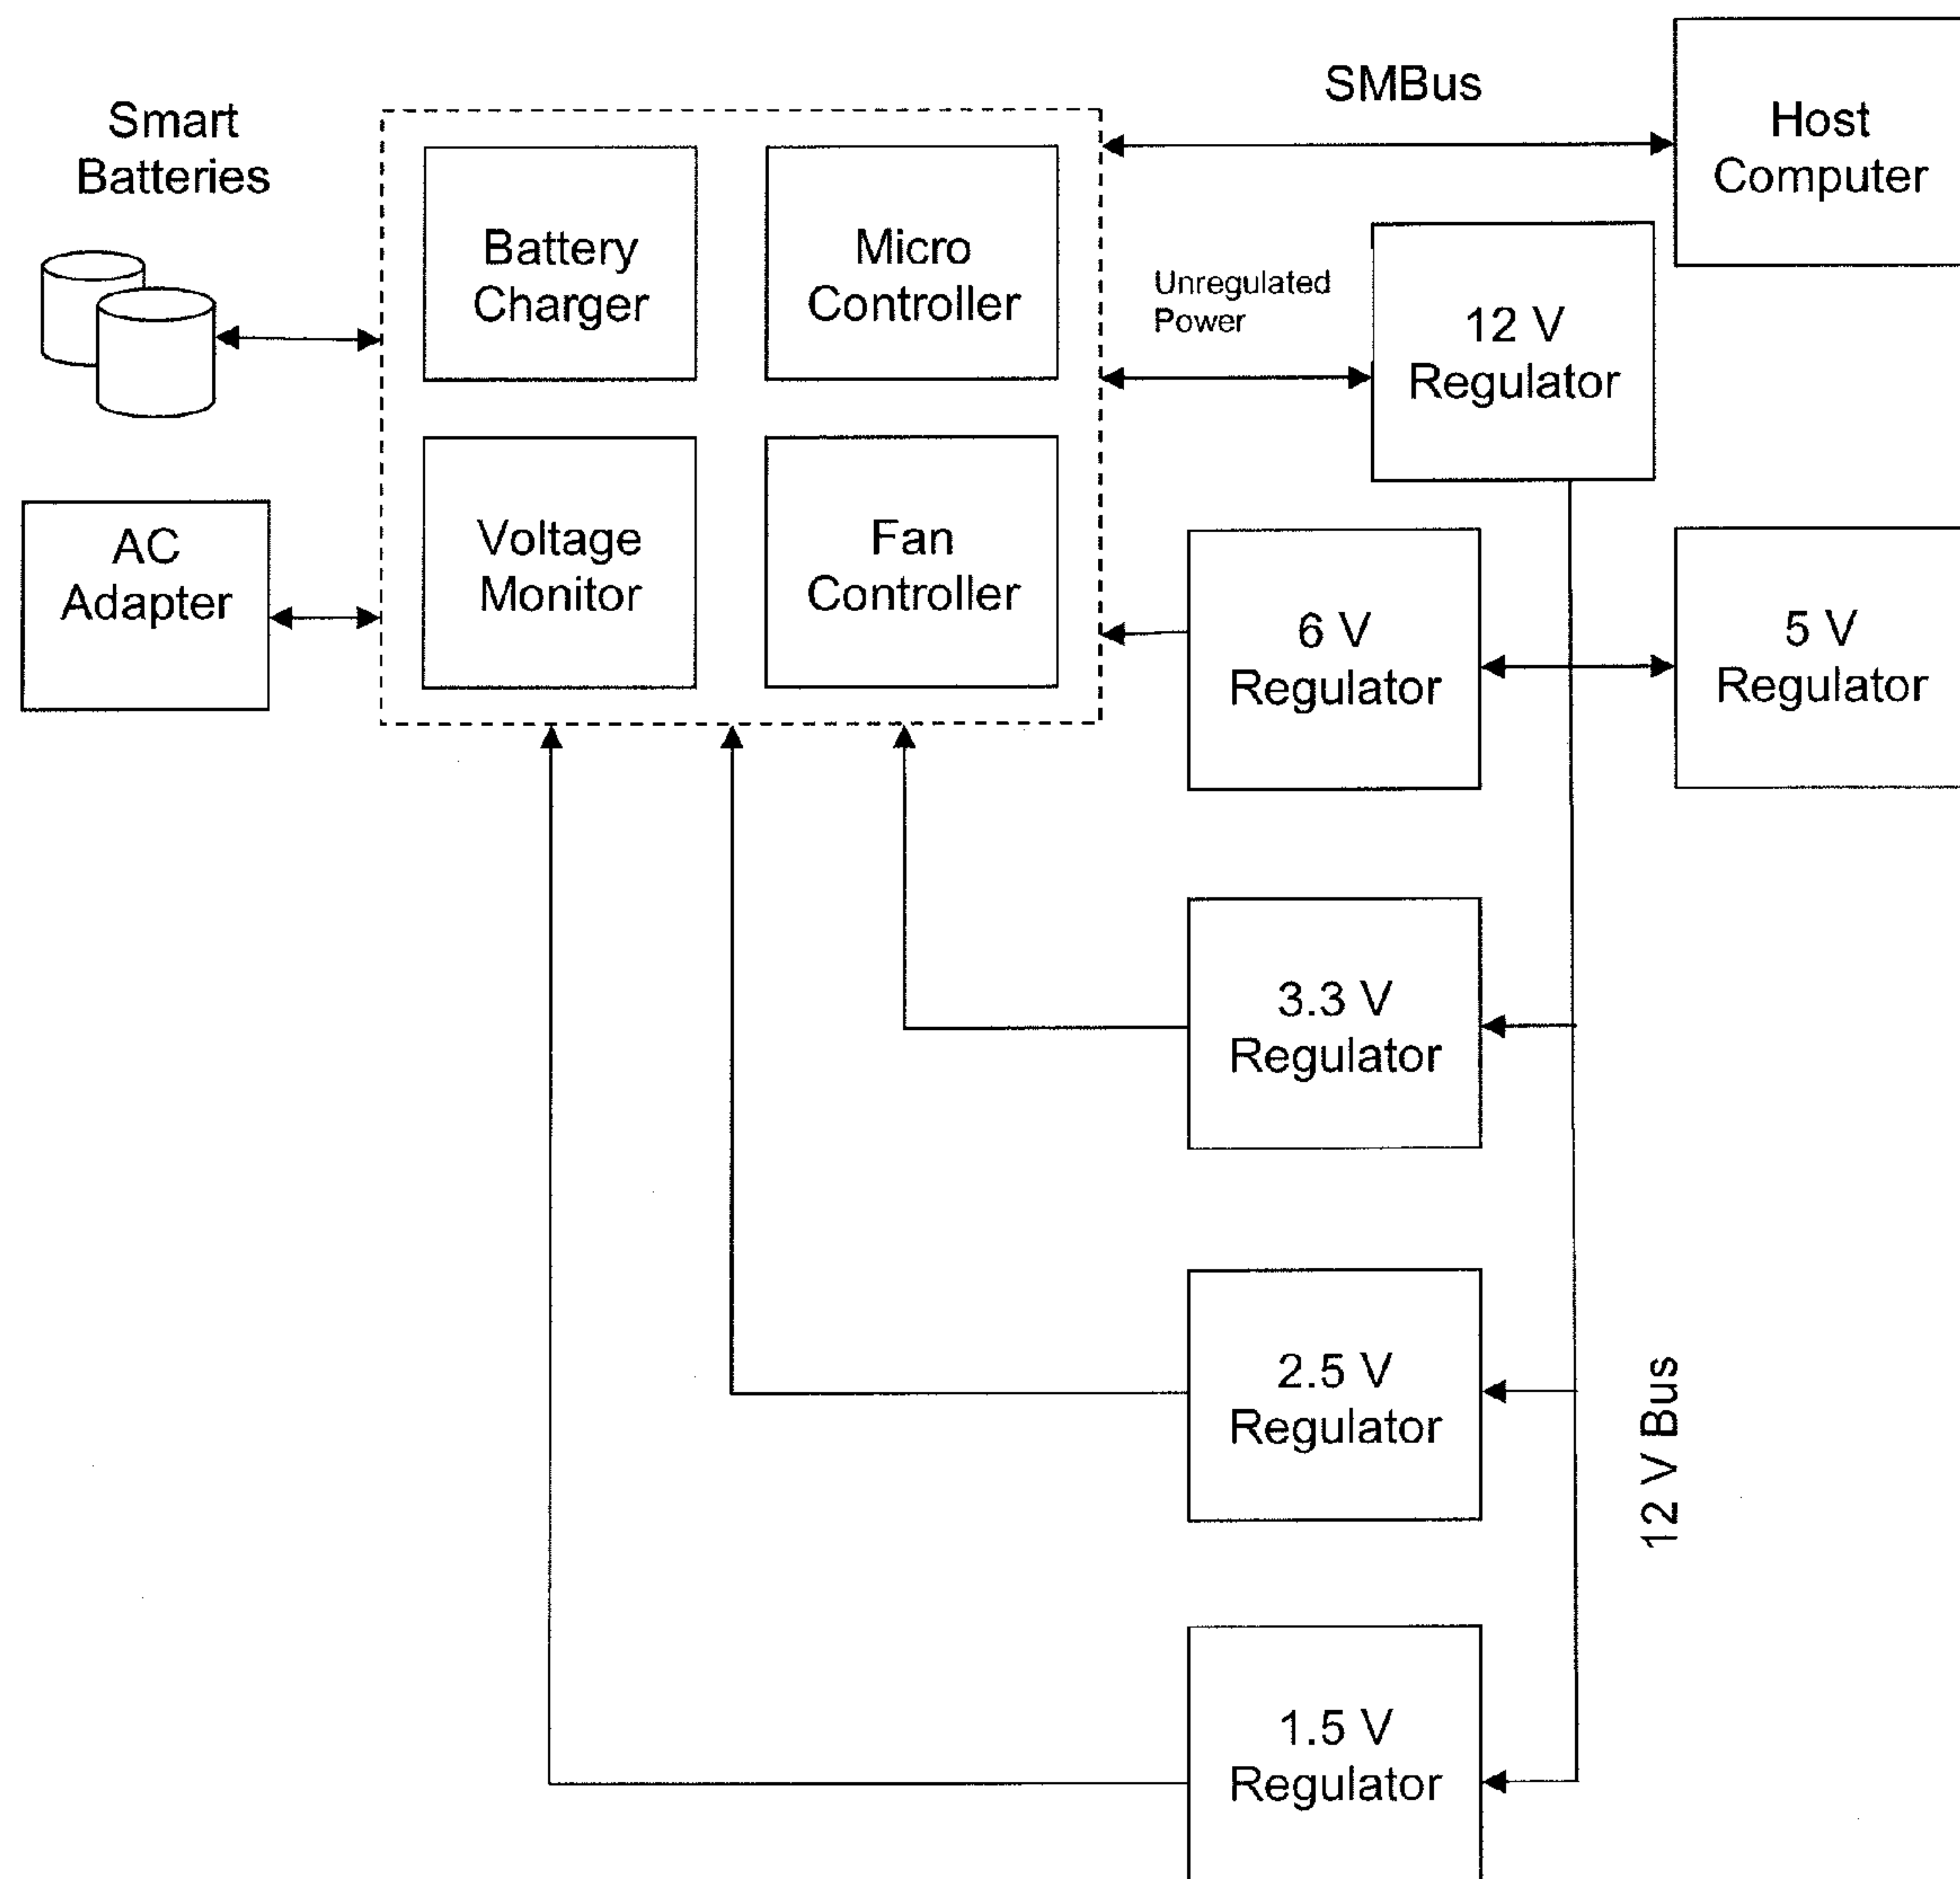 SMBus
Host
Computer
Smart
Batteries
Battery
Charger
Micro
Controller
Unregulated
Power
12 V
Regulator
AC
Adapter
Voltage
Monitor
Fan
Controller
6 V
Regulator
5 V
Regulator
3.3 V
Regulator
2.5 V
Regulator
12 V Bus
1.5 V
Regulator